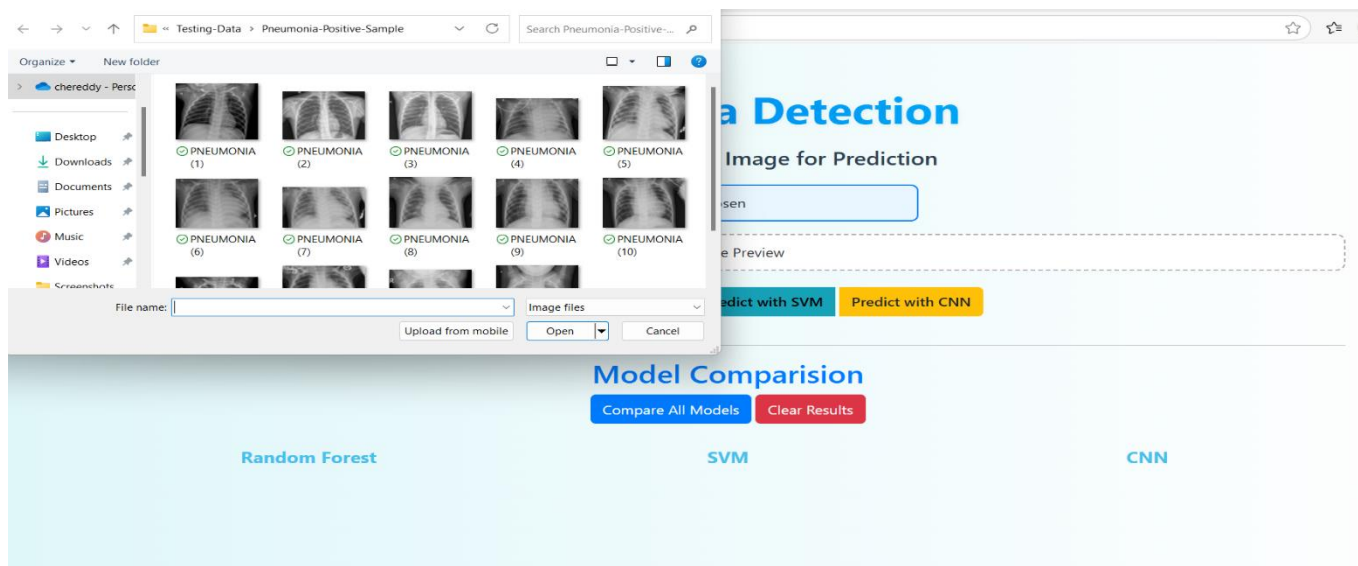 Testing-Data > Pneumonia-Positive-Sample
Search Pneumonia-Positive-...
Organize
New folder
chereddy - Persc
Desktop
Downloads
Documents
Pictures
Music
Videos
Screenshots
PNEUMONIA (1)
PNEUMONIA (2)
PNEUMONIA (3)
PNEUMONIA (4)
PNEUMONIA (5)
PNEUMONIA (6)
PNEUMONIA (7)
PNEUMONIA (8)
PNEUMONIA (9)
PNEUMONIA (10)
File name:
Image files
Upload from mobile
Open
Cancel
a Detection
Image for Prediction
osen
e Preview
edict with SVM
Predict with CNN
Model Comparision
Compare All Models
Clear Results
Random Forest
SVM
CNN